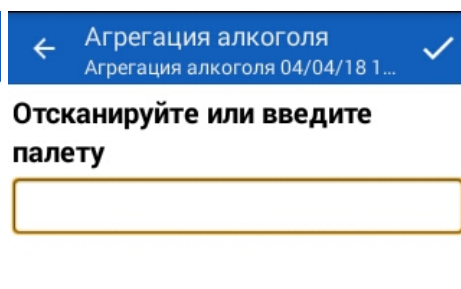 Агрегация алкоголя
Агрегация алкоголя 04/04/18 1...
Отсканируйте или введите
палету